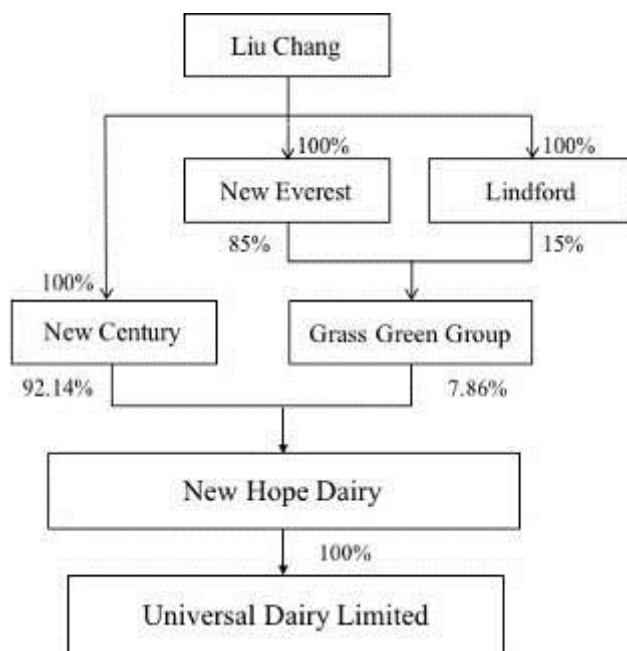 Liu Chang
100%
100%
New Everest
Lindford
85%
15%
100%
New Century
Grass Green Group
92.14%
7.86%
New Hope Dairy
100%
Universal Dairy Limited